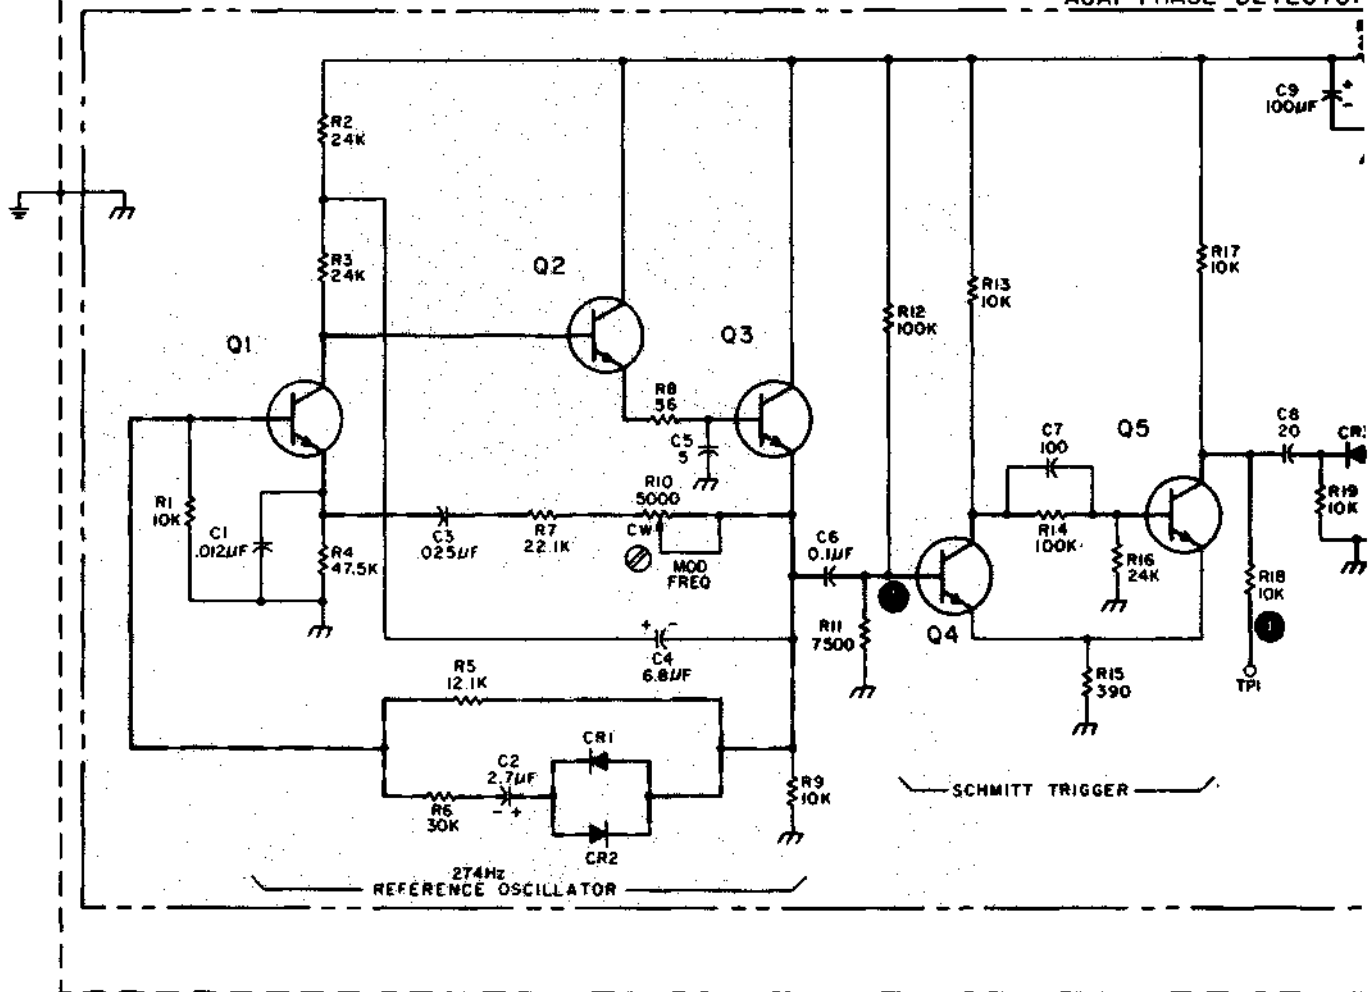 PHASE DETECTOR
C9
100µF
+
-
R2
24K
R3
24K
Q2
Q1
Q3
R17
10K
R13
10K
R12
100K
R8
56
C5
5
C7
100
Q5
C8
20
R1
10K
C1
.012µF
R10
5000
CW
MOD
FREQ
C3
.025µF
R7
22.1K
R4
47.5K
C6
0.1µF
R14
100K
R16
24K
R19
10K
R18
10K
R11
7500
Q4
1
+ -
C4
6.8µF
R15
390
TP1
R5
12.1K
CR1
C2
2.7µF
- +
R6
30K
CR2
R9
10K
SCHMITT TRIGGER
274Hz
REFERENCE OSCILLATOR